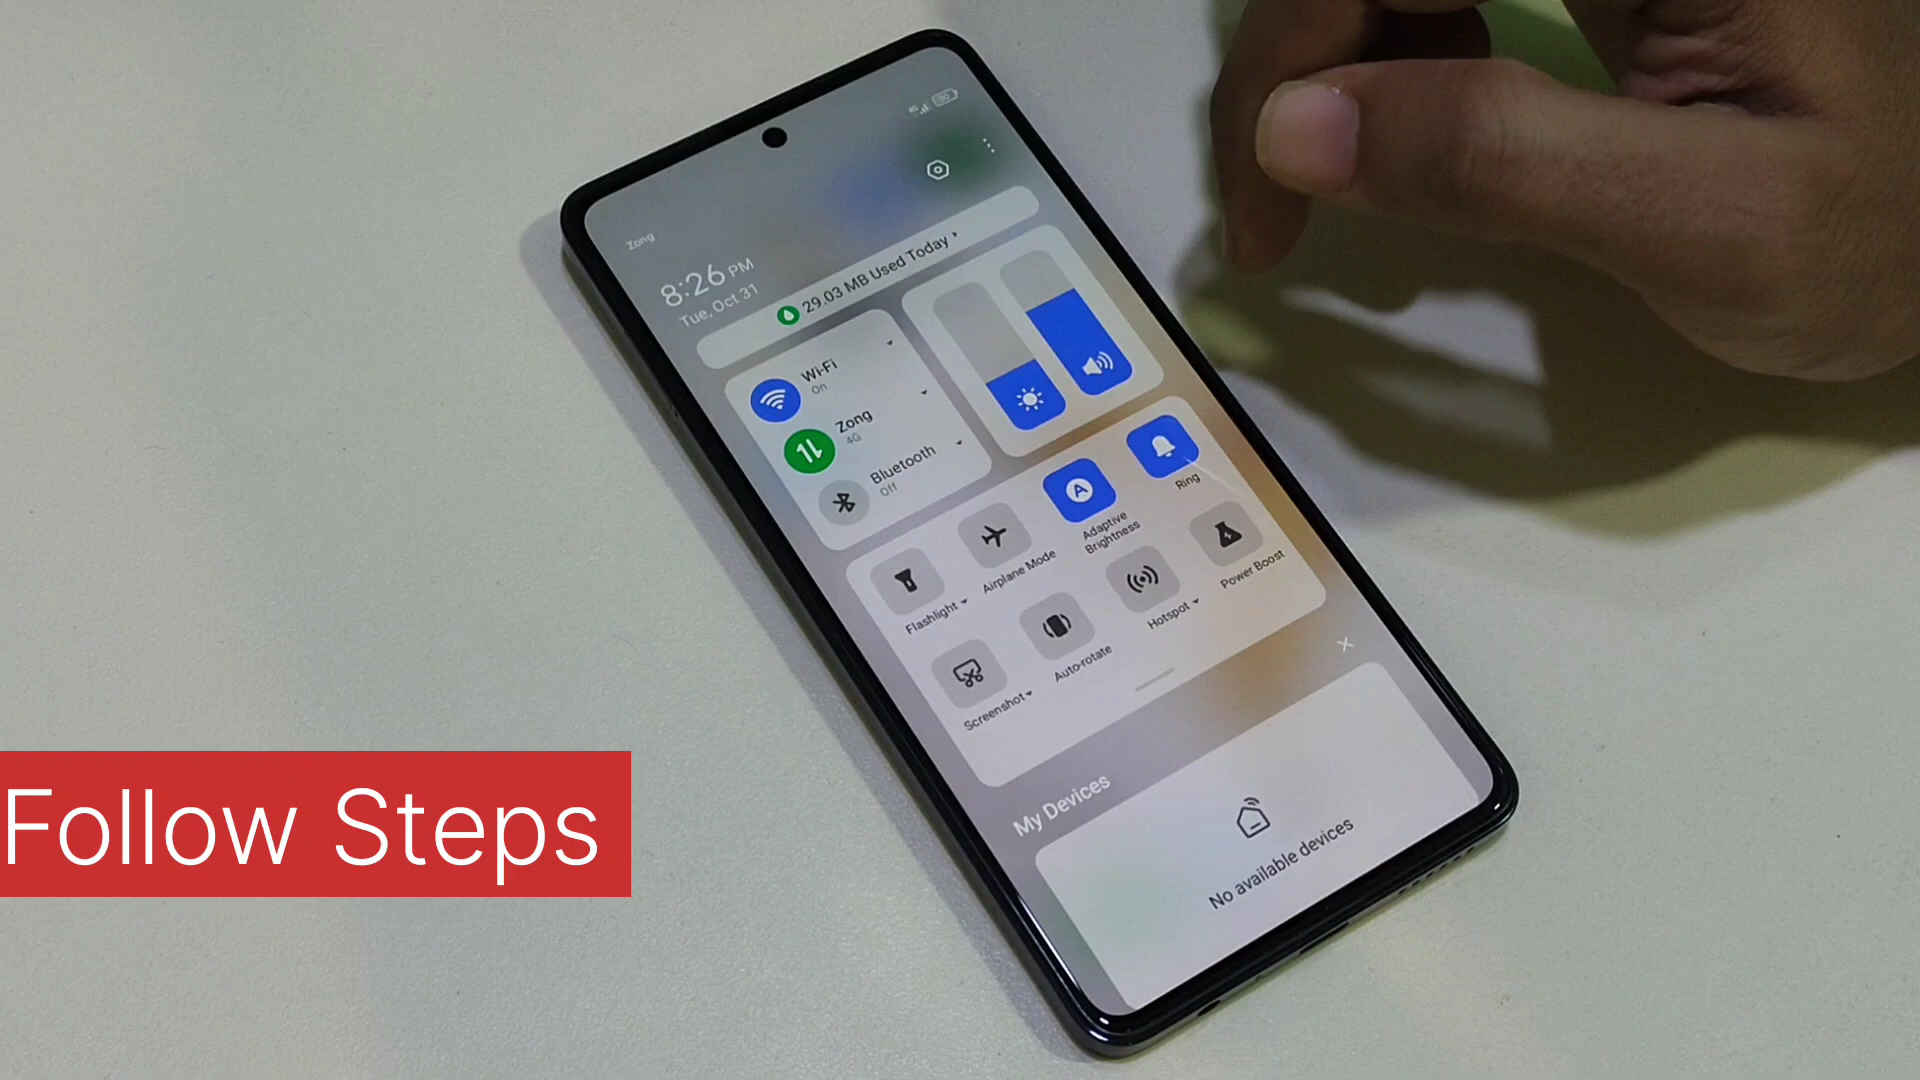 4G
30
Zong
8:26 PM
Tue, Oct 31
29.03 MB Used Today
Wi-Fi
On
Zong
4G
Bluetooth
Off
Ring
Adaptive
Brightness
Airplane Mode
Flashlight
Power Boost
Hotspot
Auto-rotate
Screenshot
My Devices
No available devices
Follow Steps